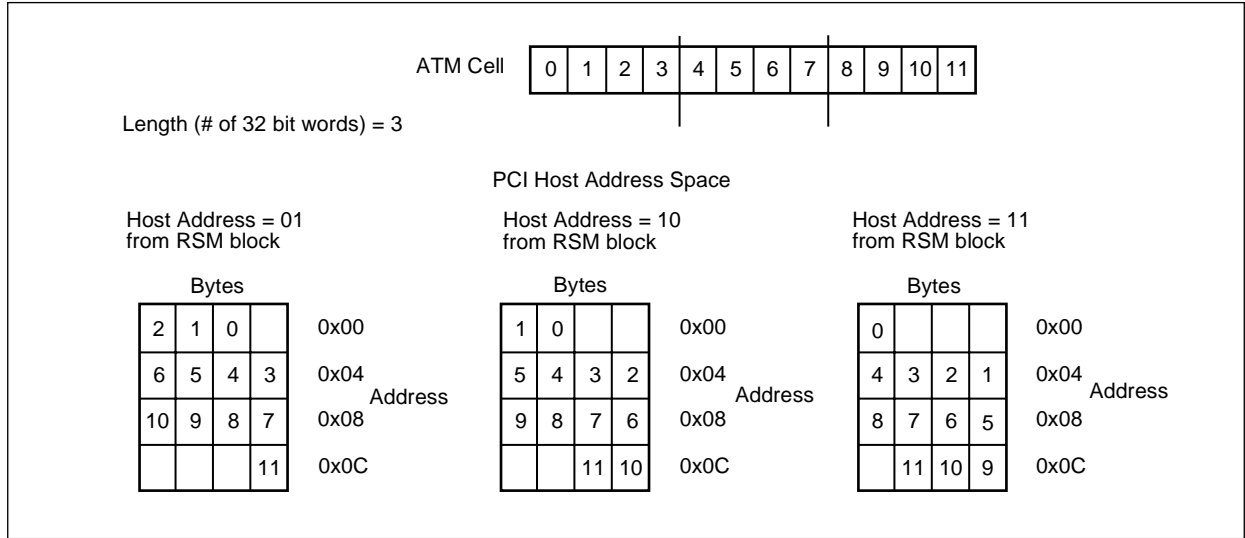 ATM Cell 0 1 2 3 4 5 6 7 8 9 10 11
Length (# of 32 bit words) = 3
PCI Host Address Space
Host Address = 01
from RSM block
Bytes
2 1 0 0x00
6 5 4 3 0x04
Address
10 9 8 7 0x08
11 0x0C
Host Address = 10
from RSM block
Bytes
1 0 0x00
5 4 3 2 0x04
Address
9 8 7 6 0x08
11 10 0x0C
Host Address = 11
from RSM block
Bytes
0 0x00
4 3 2 1 0x04
Address
8 7 6 5 0x08
11 10 9 0x0C